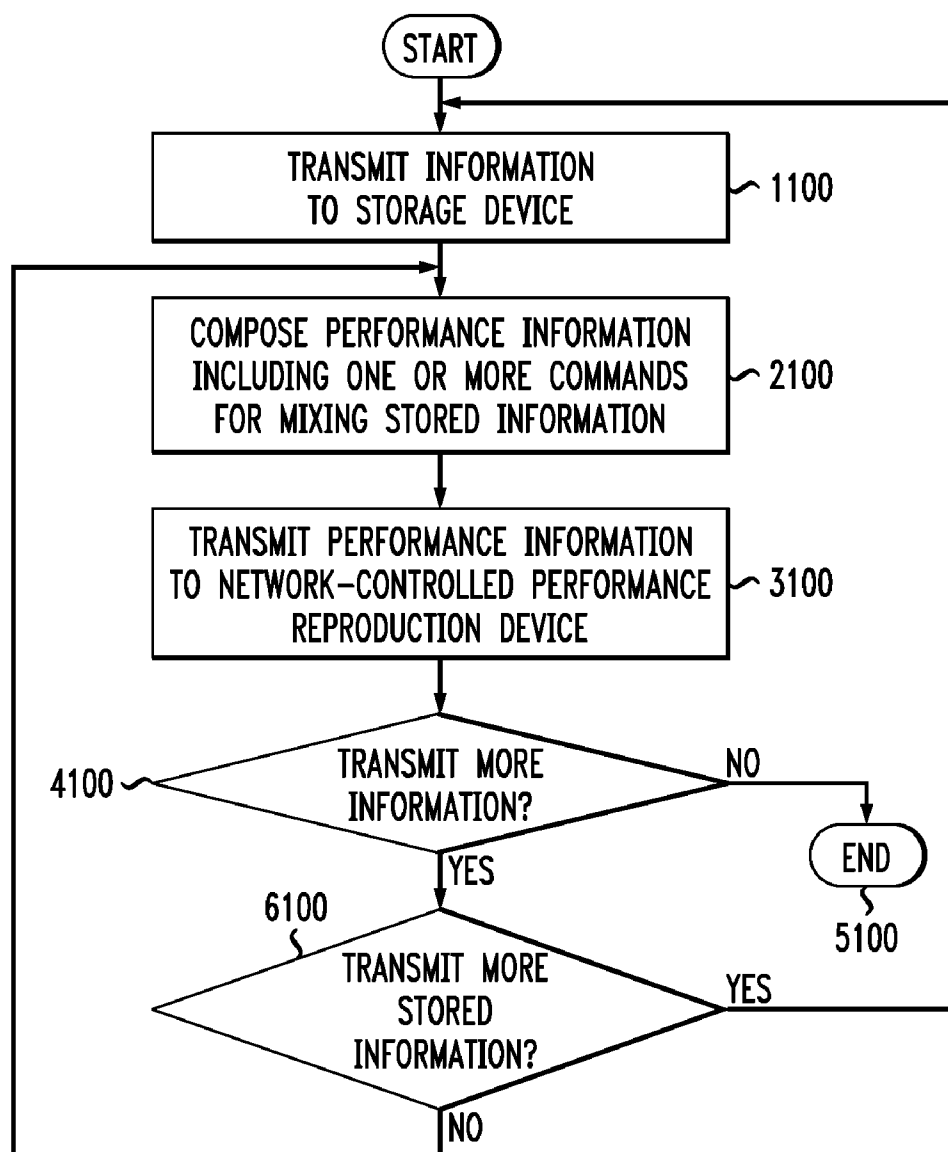 START
TRANSMIT INFORMATION
TO STORAGE DEVICE
1100
COMPOSE PERFORMANCE INFORMATION
INCLUDING ONE OR MORE COMMANDS
FOR MIXING STORED INFORMATION
2100
TRANSMIT PERFORMANCE INFORMATION
TO NETWORK-CONTROLLED PERFORMANCE
REPRODUCTION DEVICE
3100
4100
TRANSMIT MORE
INFORMATION?
NO
YES
END
5100
6100
TRANSMIT MORE
STORED
INFORMATION?
YES
NO